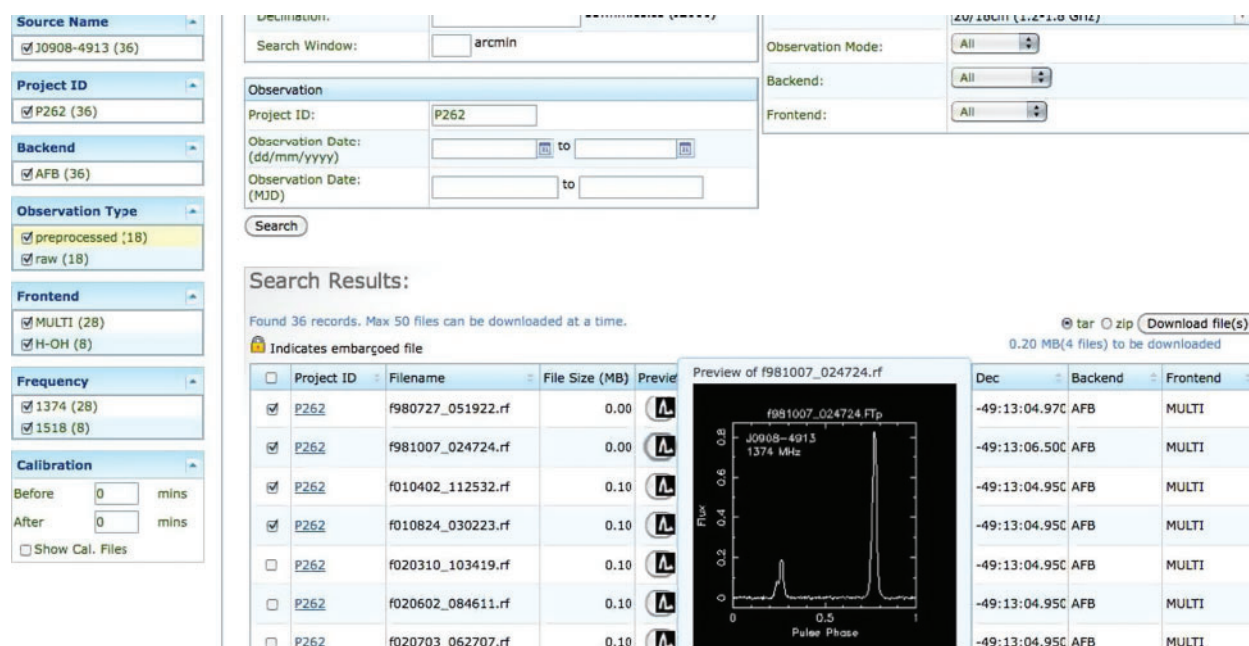 Source Name
J0908-4913 (36)
Project ID
P262 (36)
Backend
AFB (36)
Observation Type
preprocessed (18)
raw (18)
Frontend
MULTI (28)
H-OH (8)
Frequency
1374 (28)
1518 (8)
Calibration
Before 0 mins
After 0 mins
Show Cal. Files
Declination:
Search Window: arcmin
Observation
Project ID: P262
Observation Date:
(dd/mm/yyyy) to
Observation Date:
(MJD) to
Search
20/18cm (1.2-1.8 GHz)
Observation Mode: All
Backend: All
Frontend: All
Search Results:
Found 36 records. Max 50 files can be downloaded at a time.
tar zip Download file(s)
Indicates embargoed file
0.20 MB(4 files) to be downloaded
Project ID Filename File Size (MB) Dec Backend Frontend
P262 f980727_051922.rf 0.00 -49:13:04.970 AFB MULTI
P262 f981007_024724.rf 0.00 -49:13:06.500 AFB MULTI
P262 f010402_112532.rf 0.10 -49:13:04.950 AFB MULTI
P262 f010824_030223.rf 0.10 -49:13:04.950 AFB MULTI
P262 f020310_103419.rf 0.10 -49:13:04.950 AFB MULTI
P262 f020602_084611.rf 0.10 -49:13:04.950 AFB MULTI
P262 f020703_062707.rf 0.10 -49:13:04.950 AFB MULTI
Preview of f981007_024724.rf
f981007_024724.FTp
J0908-4913
1374 MHz
Flux
0.8
0.6
0.4
0.2
0
0 0.5 1
Pulse Phase